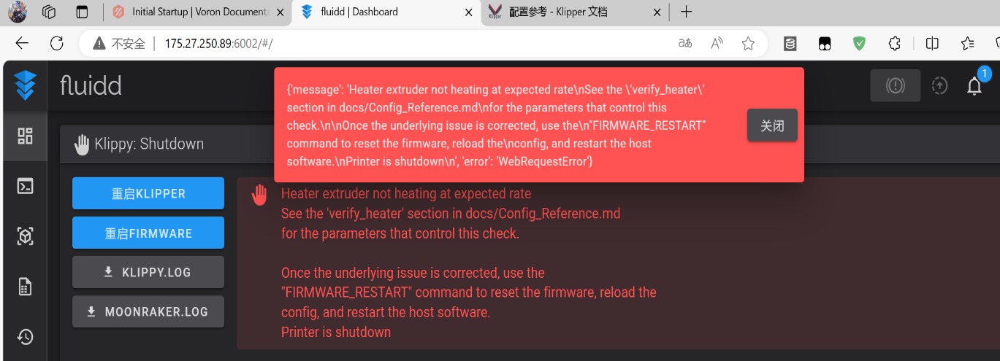 Initial Startup | Voron Documenta
fluidd | Dashboard
配置参考 - Klipper 文档
不安全
175.27.250.89:6002/#/
aあ
A
fluidd
1
{'message': 'Heater extruder not heating at expected rate\nSee the \'verify_heater\'
section in docs/Config_Reference.md\nfor the parameters that control this
check.\n\nOnce the underlying issue is corrected, use the\n"FIRMWARE_RESTART"
command to reset the firmware, reload the\nconfig, and restart the host
software.\nPrinter is shutdown\n', 'error': 'WebRequestError'}
关闭
Klippy: Shutdown
重启KLIPPER
重启FIRMWARE
KLIPPY.LOG
MOONRAKER.LOG
Heater extruder not heating at expected rate
See the 'verify_heater' section in docs/Config_Reference.md
for the parameters that control this check.
Once the underlying issue is corrected, use the
"FIRMWARE_RESTART" command to reset the firmware, reload the
config, and restart the host software.
Printer is shutdown